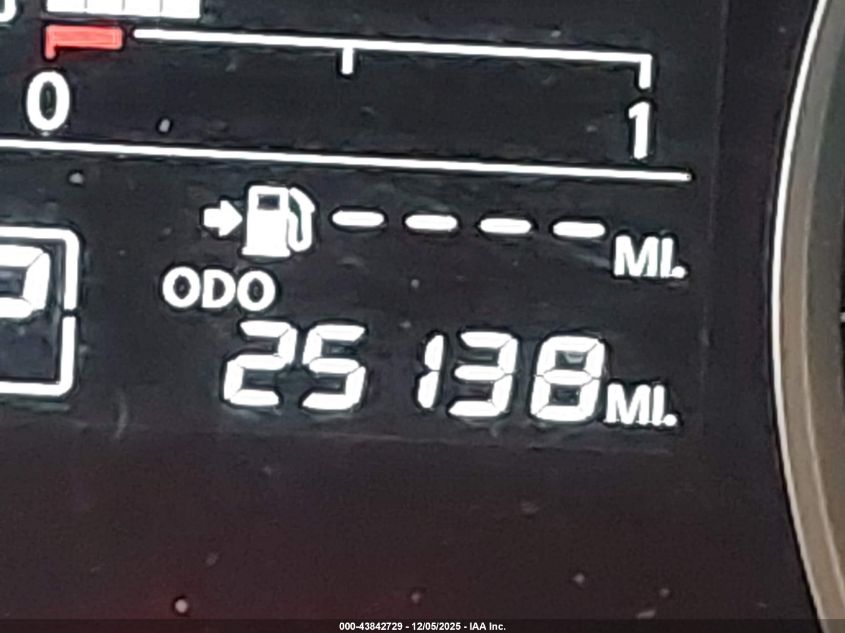 0 1
---- MI.
ODO
25138 MI.
P
000-43842729 - 12/05/2025 - IAA Inc.